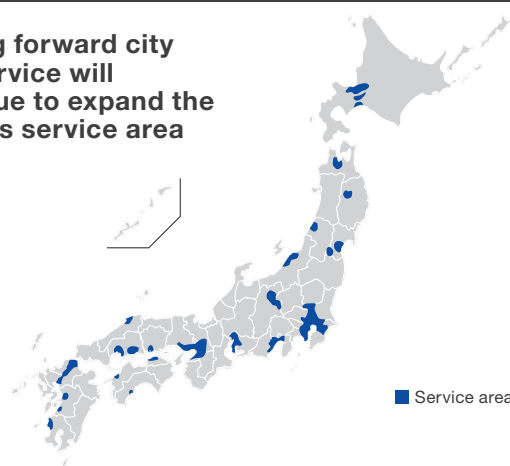 g forward city
rvice will
ue to expand the
s service area
Service area